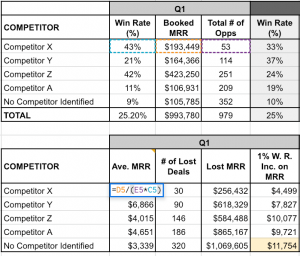 Q1
COMPETITOR Win Rate (%) Booked MRR Total # of Opps Win Rate (%)
Competitor X 43% $193,449 53 33%
Competitor Y 21% $164,366 114 37%
Competitor Z 42% $423,250 251 24%
Competitor A 11% $106,931 209 19%
No Competitor Identified 9% $105,785 352 10%
TOTAL 25.20% $993,780 979 25%
Q1
COMPETITOR Ave. MRR # of Lost Deals Lost MRR 1% W. R. Inc. on MRR
Competitor X =D5/(E5*C5) 30 $256,432 $4,499
Competitor Y $6,866 90 $618,309 $7,827
Competitor Z $4,015 146 $584,488 $10,077
Competitor A $4,651 186 $865,167 $9,721
No Competitor Identified $3,339 320 $1,069,605 $11,754